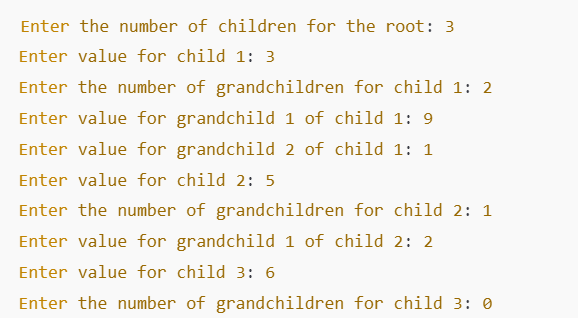 Enter the number of children for the root: 3
Enter value for child 1: 3
Enter the number of grandchildren for child 1: 2
Enter value for grandchild 1 of child 1: 9
Enter value for grandchild 2 of child 1: 1
Enter value for child 2: 5
Enter the number of grandchildren for child 2: 1
Enter value for grandchild 1 of child 2: 2
Enter value for child 3: 6
Enter the number of grandchildren for child 3: 0